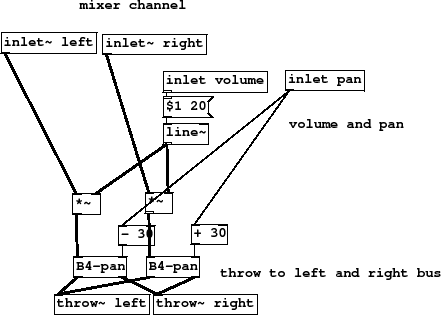 mixer channel
inlet~ left
inlet~ right
inlet volume
inlet pan
$1 20
volume and pan
line~
*~
*~
- 30
+ 30
B4-pan
B4-pan
throw to left and right bus
throw~ left
throw~ right